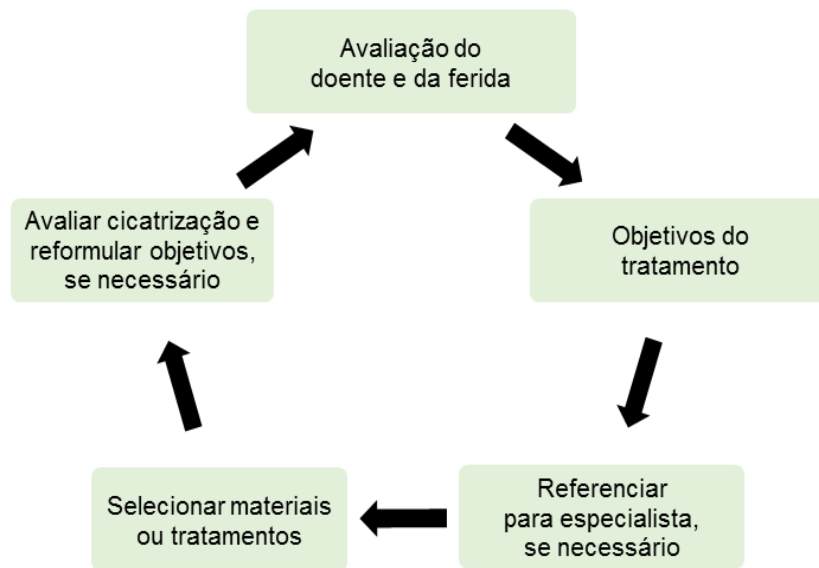 Avaliação do
doente e da ferida
Objetivos do
tratamento
Referenciar
para especialista,
se necessário
Selecionar materiais
ou tratamentos
Avaliar cicatrização e
reformular objetivos,
se necessário